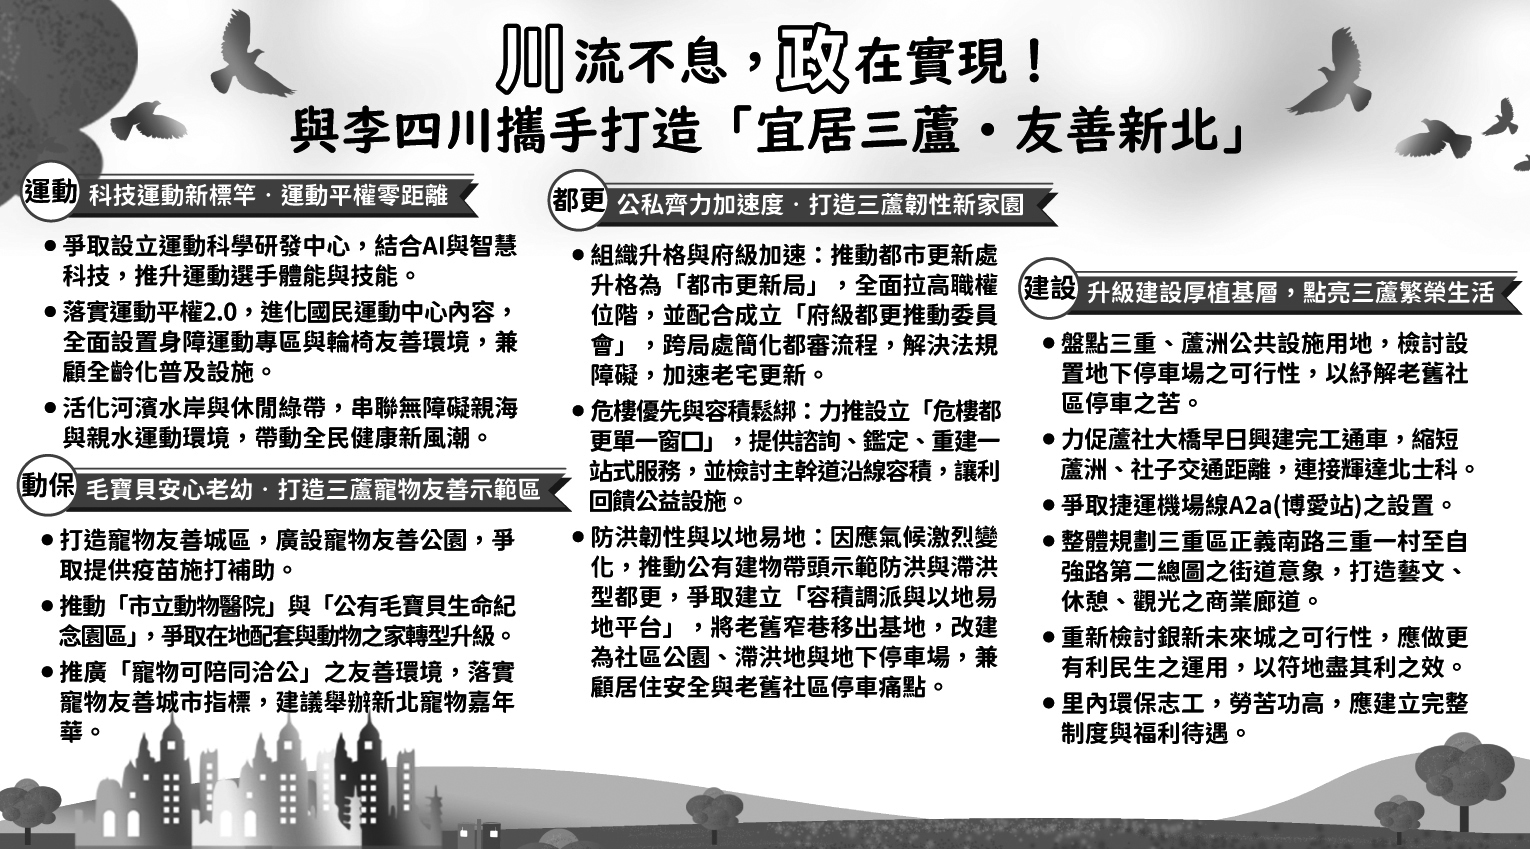 川流不息，政在實現！
與李四川攜手打造「宜居三蘆・友善新北」
運動 科技運動新標竿・運動平權零距離
●爭取設立運動科學研發中心，結合AI與智慧
科技，推升運動選手體能與技能。
●落實運動平權2.0，進化國民運動中心內容，
全面設置身障運動專區與輪椅友善環境，兼
顧全齡化普及設施。
●活化河濱水岸與休閒綠帶，串聯無障礙親海
與親水運動環境，帶動全民健康新風潮。
動保 毛寶貝安心老幼・打造三蘆寵物友善示範區
●打造寵物友善城區，廣設寵物友善公園，爭
取提供疫苗施打補助。
●推動「市立動物醫院」與「公有毛寶貝生命紀
念園區」，爭取在地配套與動物之家轉型升級。
●推廣「寵物可陪同洽公」之友善環境，落實
寵物友善城市指標，建議舉辦新北寵物嘉年
華。
都更 公私齊力加速度・打造三蘆韌性新家園
●組織升格與府級加速：推動都市更新處
升格為「都市更新局」，全面拉高職權
位階，並配合成立「府級都更推動委員
會」，跨局處簡化都審流程，解決法規
障礙，加速老宅更新。
●危樓優先與容積鬆綁：力推設立「危樓都
更單一窗口」，提供諮詢、鑑定、重建一
站式服務，並檢討主幹道沿線容積，讓利
回饋公益設施。
●防洪韌性與以地易地：因應氣候激烈變
化，推動公有建物帶頭示範防洪與滯洪
型都更，爭取建立「容積調派與以地易
地平台」，將老舊窄巷移出基地，改建
為社區公園、滯洪地與地下停車場，兼
顧居住安全與老舊社區停車痛點。
建設 升級建設厚植基層，點亮三蘆繁榮生活
●盤點三重、蘆洲公共設施用地，檢討設
置地下停車場之可行性，以紓解老舊社
區停車之苦。
●力促蘆社大橋早日興建完工通車，縮短
蘆洲、社子交通距離，連接輝達北士科。
●爭取捷運機場線A2a(博愛站)之設置。
●整體規劃三重區正義南路三重一村至自
強路第二總圖之街道意象，打造藝文、
休憩、觀光之商業廊道。
●重新檢討銀新未來城之可行性，應做更
有利民生之運用，以符地盡其利之效。
●里內環保志工，勞苦功高，應建立完整
制度與福利待遇。